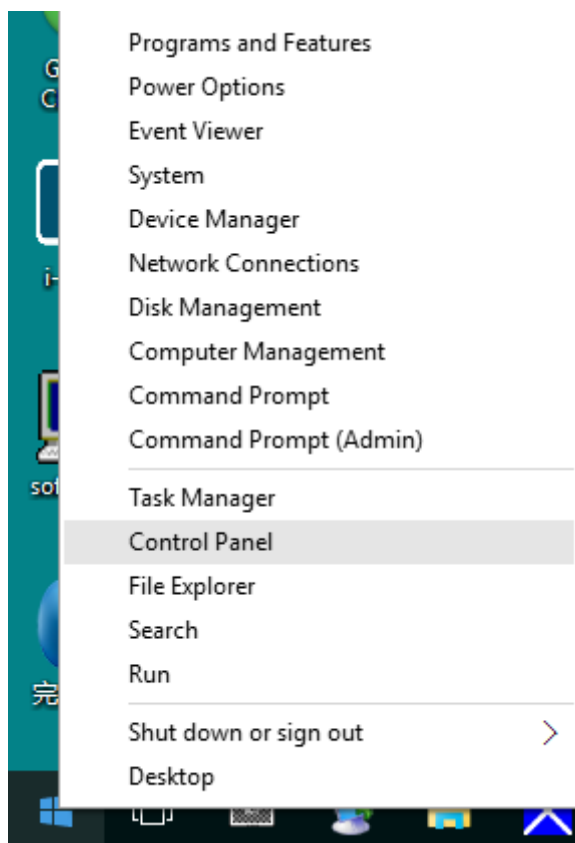 Programs and Features
Power Options
Event Viewer
System
Device Manager
Network Connections
Disk Management
Computer Management
Command Prompt
Command Prompt (Admin)
Task Manager
Control Panel
File Explorer
Search
Run
Shut down or sign out
Desktop